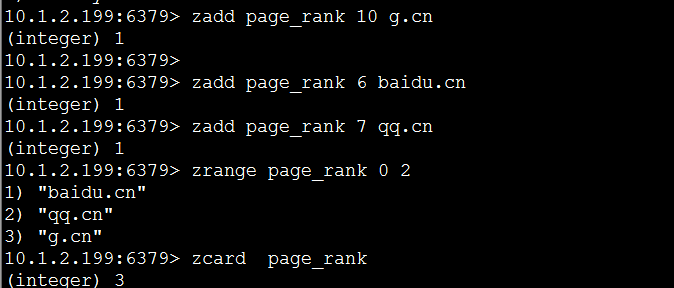 10.1.2.199:6379> zadd page_rank 10 g.cn
(integer) 1
10.1.2.199:6379>
10.1.2.199:6379> zadd page_rank 6 baidu.cn
(integer) 1
10.1.2.199:6379> zadd page_rank 7 qq.cn
(integer) 1
10.1.2.199:6379> zrange page_rank 0 2
1) "baidu.cn"
2) "qq.cn"
3) "g.cn"
10.1.2.199:6379> zcard  page_rank
(integer) 3